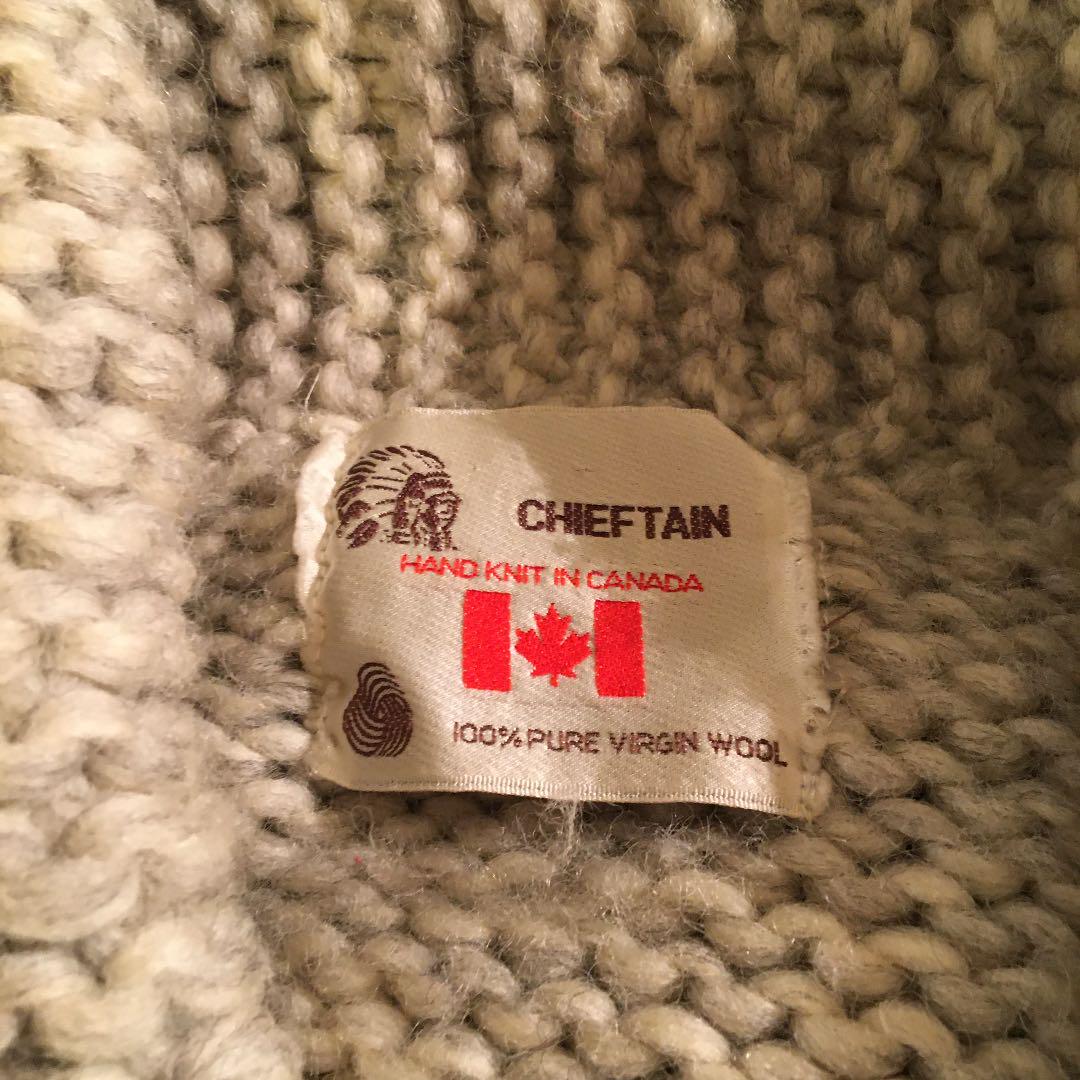 CHIEFTAIN
HAND KNIT IN CANADA
100% PURE VIRGIN WOOL